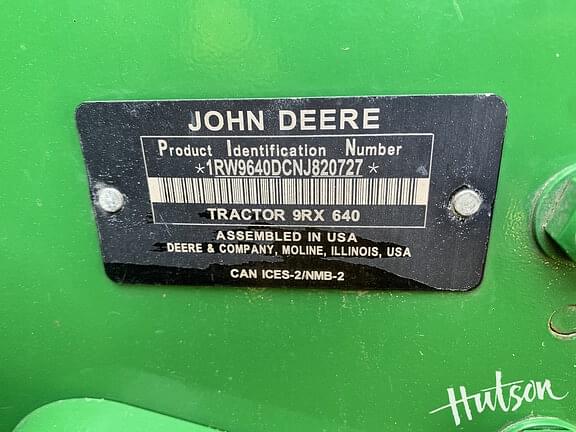 JOHN DEERE
Product Identification Number
*1RW9640DCNJ820727*
TRACTOR 9RX 640
ASSEMBLED IN USA
DEERE & COMPANY, MOLINE, ILLINOIS, USA
CAN ICES-2/NMB-2
Hutson